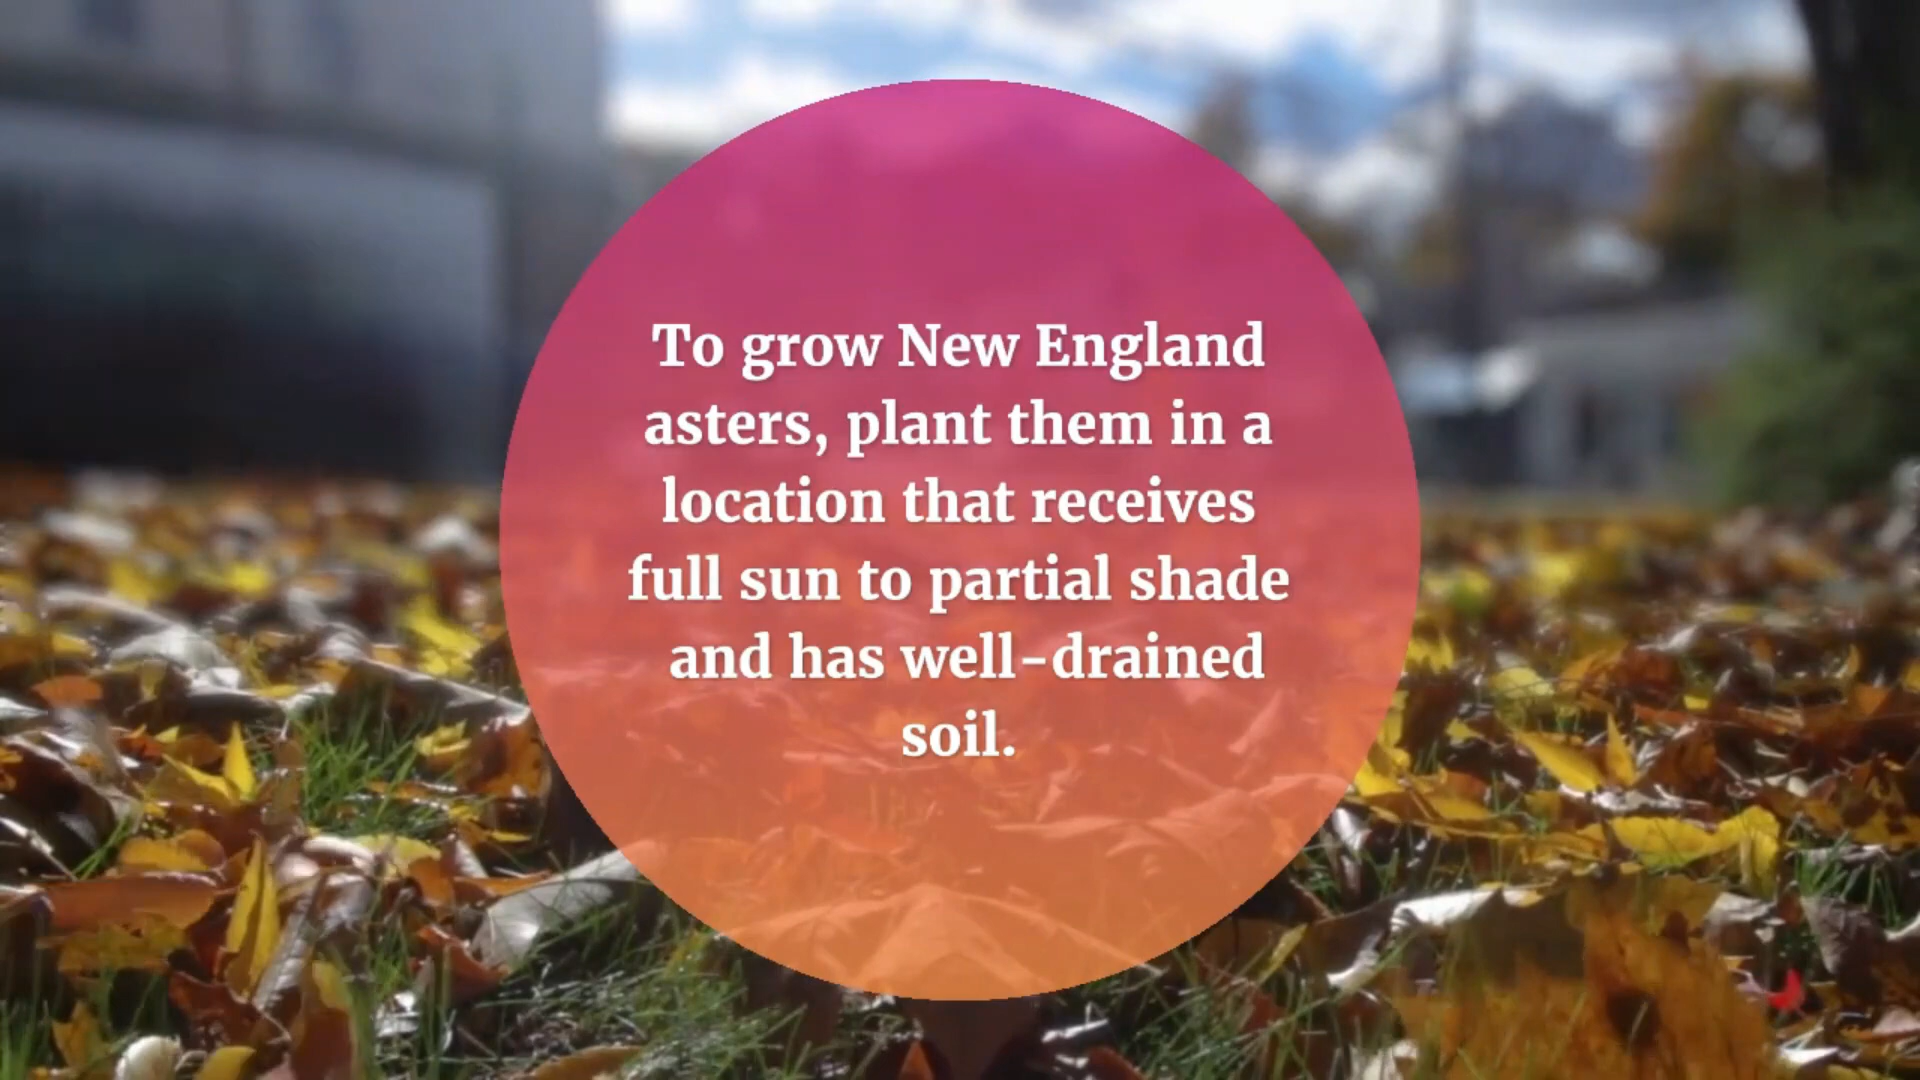 To grow New England
asters, plant them in a
location that receives
full sun to partial shade
and has well-drained
soil.